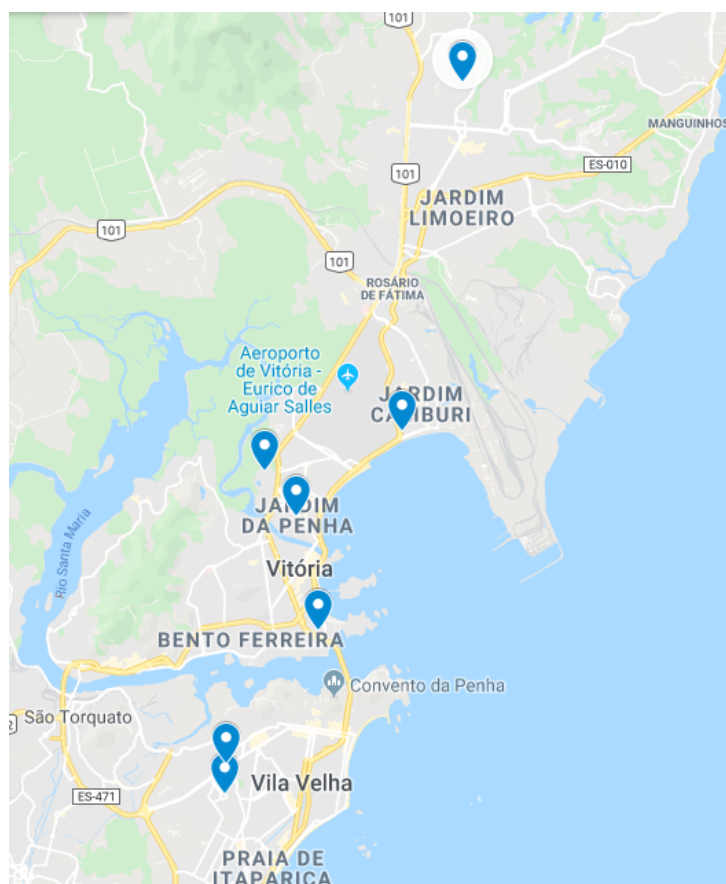 101
MANGUINHOS
ES-010
101
JARDIM
LIMOEIRO
101
101
ROSÁRIO
DE FÁTIMA
Aeroporto
de Vitória -
Eurico de
Aguiar Salles
JARDIM
CAMBURI
JARDIM
DA PENHA
Rio Santa Maria
Vitória
BENTO FERREIRA
Convento da Penha
São Torquato
2
Vila Velha
ES-471
PRAIA DE
ITAPARICA